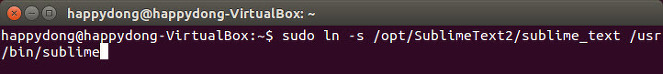 happydong@happydong-VirtualBox: ~
happydong@happydong-VirtualBox:~$ sudo ln -s /opt/SublimeText2/sublime_text /usr
/bin/sublime